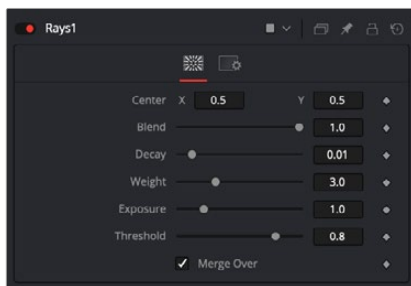 Rays1
Center X 0.5 Y 0.5
Blend 1.0
Decay 0.01
Weight 3.0
Exposure 1.0
Threshold 0.8
Merge Over